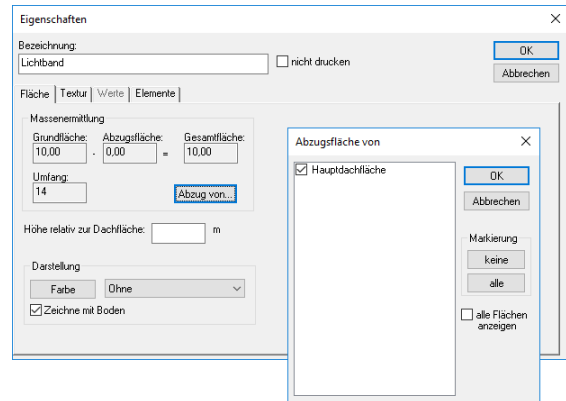 Eigenschaften
Bezeichnung:
Lichtband
nicht drucken
OK
Abbrechen
Fläche Textur Werte Elemente
Massenermittlung
Grundfläche: Abzugsfläche: Gesamtfläche:
10,00 - 0,00 = 10,00
Umfang:
14
Abzug von...
Höhe relativ zur Dachfläche: m
Darstellung
Farbe Ohne
Zeichne mit Boden
Abzugsfläche von
Hauptdachfläche
OK
Abbrechen
Markierung
keine
alle
alle Flächen
anzeigen